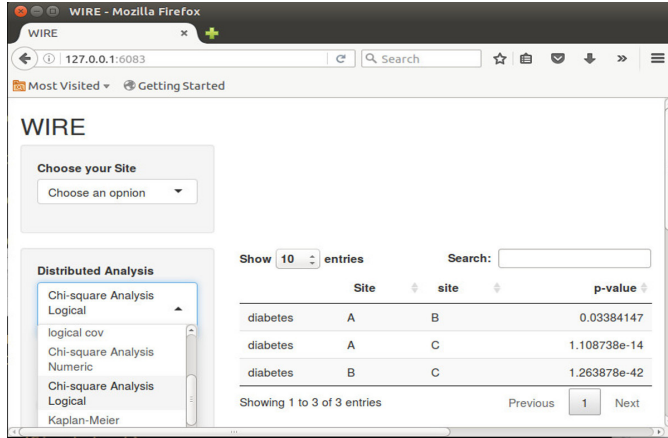 WIRE - Mozilla Firefox
WIRE
127.0.0.1:6083
Search
Most Visited
Getting Started
WIRE
Choose your Site
Choose an opnion
Distributed Analysis
Chi-square Analysis
Logical
logical cov
Chi-square Analysis
Numeric
Chi-square Analysis
Logical
Kaplan-Meier
Show 10 entries
Search:
Site site p-value
diabetes A B 0.03384147
diabetes A C 1.108738e-14
diabetes B C 1.263878e-42
Showing 1 to 3 of 3 entries
Previous 1 Next